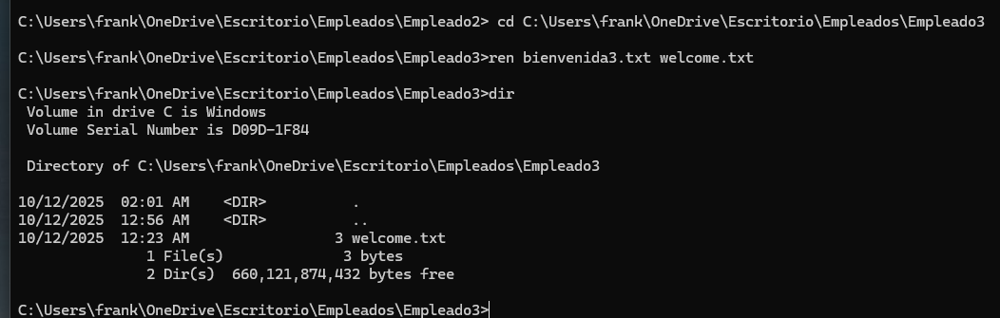 C:\Users\frank\OneDrive\Escritorio\Empleados\Empleado2> cd C:\Users\frank\OneDrive\Escritorio\Empleados\Empleado3
C:\Users\frank\OneDrive\Escritorio\Empleados\Empleado3>ren bienvenida3.txt welcome.txt
C:\Users\frank\OneDrive\Escritorio\Empleados\Empleado3>dir
 Volume in drive C is Windows
 Volume Serial Number is D09D-1F84
 Directory of C:\Users\frank\OneDrive\Escritorio\Empleados\Empleado3
10/12/2025  02:01 AM    <DIR>          .
10/12/2025  12:56 AM    <DIR>          ..
10/12/2025  12:23 AM                 3 welcome.txt
               1 File(s)              3 bytes
               2 Dir(s)  660,121,874,432 bytes free
C:\Users\frank\OneDrive\Escritorio\Empleados\Empleado3>